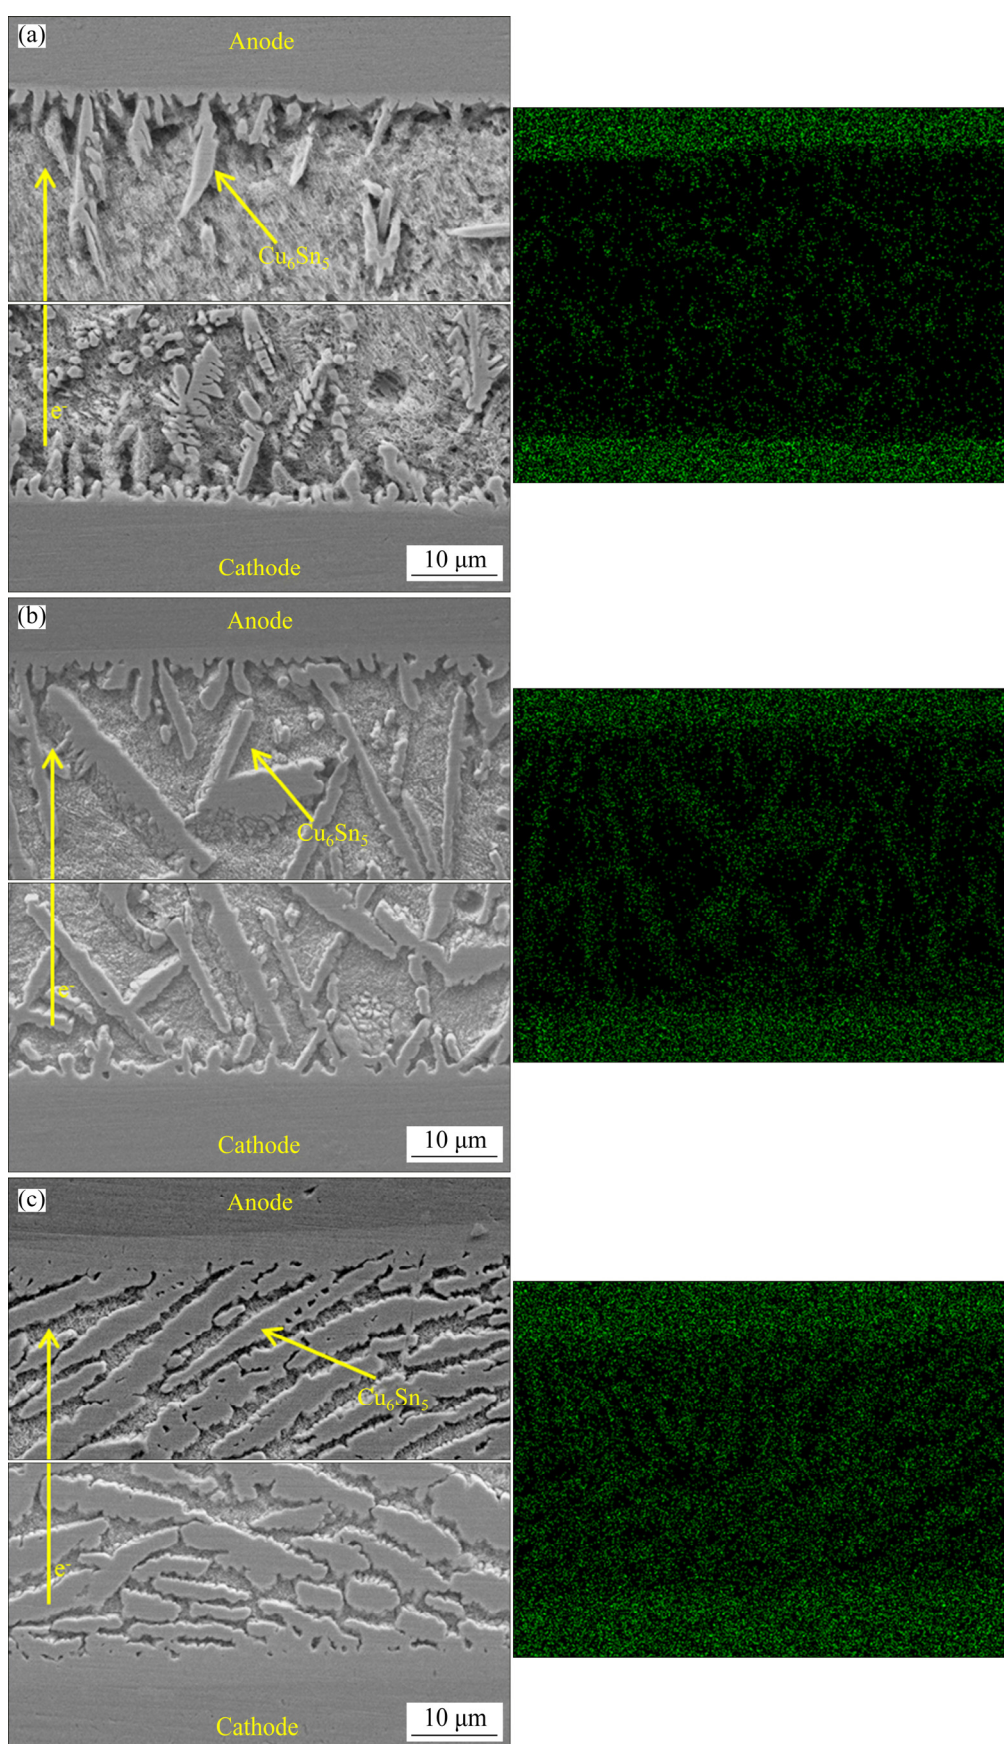 (a)
Anode
Cu₆Sn₅
e⁻
Cathode
10 μm
(b)
Anode
Cu₆Sn₅
e⁻
Cathode
10 μm
(c)
Anode
Cu₆Sn₅
e⁻
Cathode
10 μm